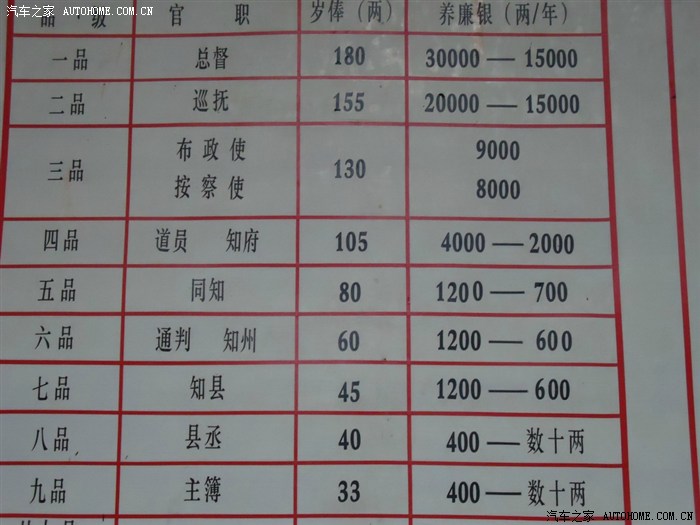 汽车之家 AUTOHOME.COM.CN
品 级 官 职 岁俸（两） 养廉银（两/年）
一品 总督 180 30000—15000
二品 巡抚 155 20000—15000
三品 布政使 130 9000
按察使 8000
四品 道员 知府 105 4000—2000
五品 同知 80 1200—700
六品 通判 知州 60 1200—600
七品 知县 45 1200—600
八品 县丞 40 400—数十两
九品 主簿 33 400—数十两
汽车之家 AUTOHOME.COM.CN